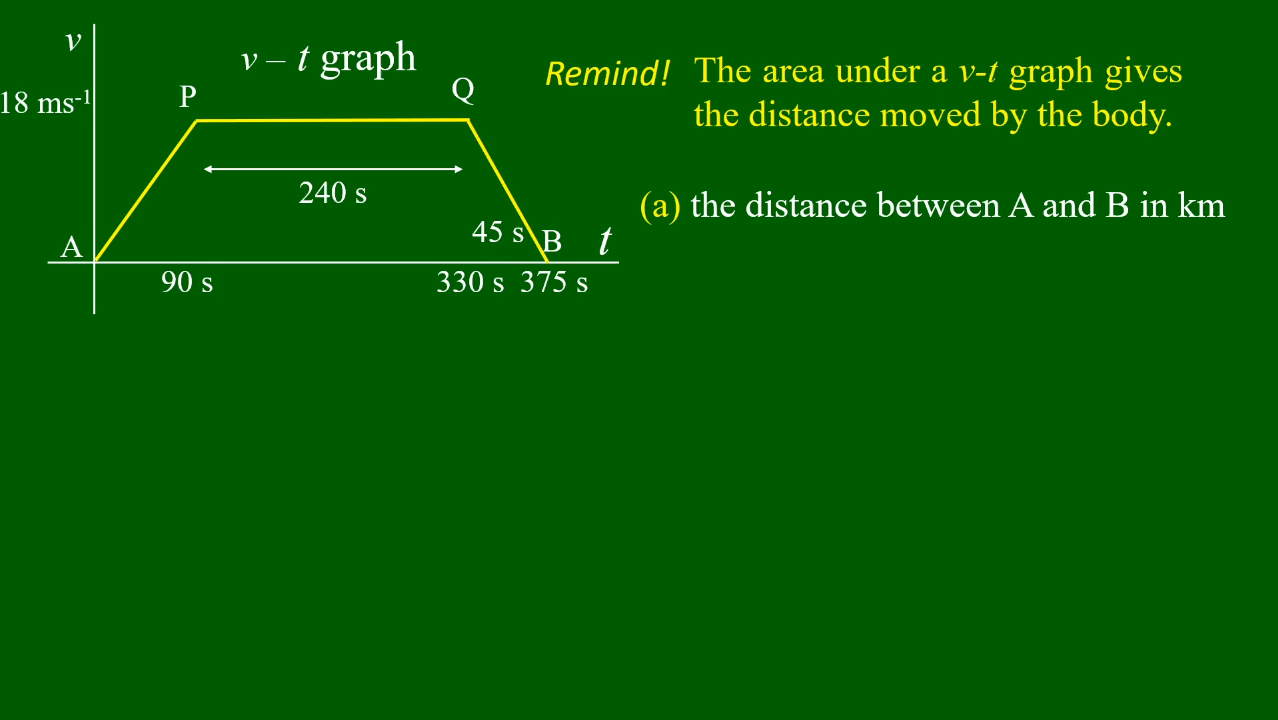 v
v – t graph
18 ms-1
P
Q
240 s
45 s
A
B
t
90 s
330 s
375 s
Remind!
The area under a v-t graph gives
the distance moved by the body.
(a) the distance between A and B in km